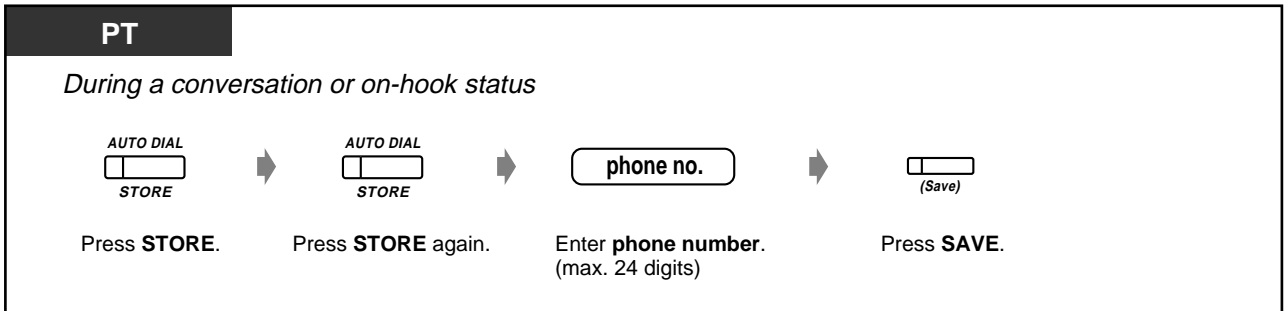 PT
During a conversation or on-hook status
AUTO DIAL
STORE
AUTO DIAL
STORE
phone no.
(Save)
Press STORE.
Press STORE again.
Enter phone number.
(max. 24 digits)
Press SAVE.